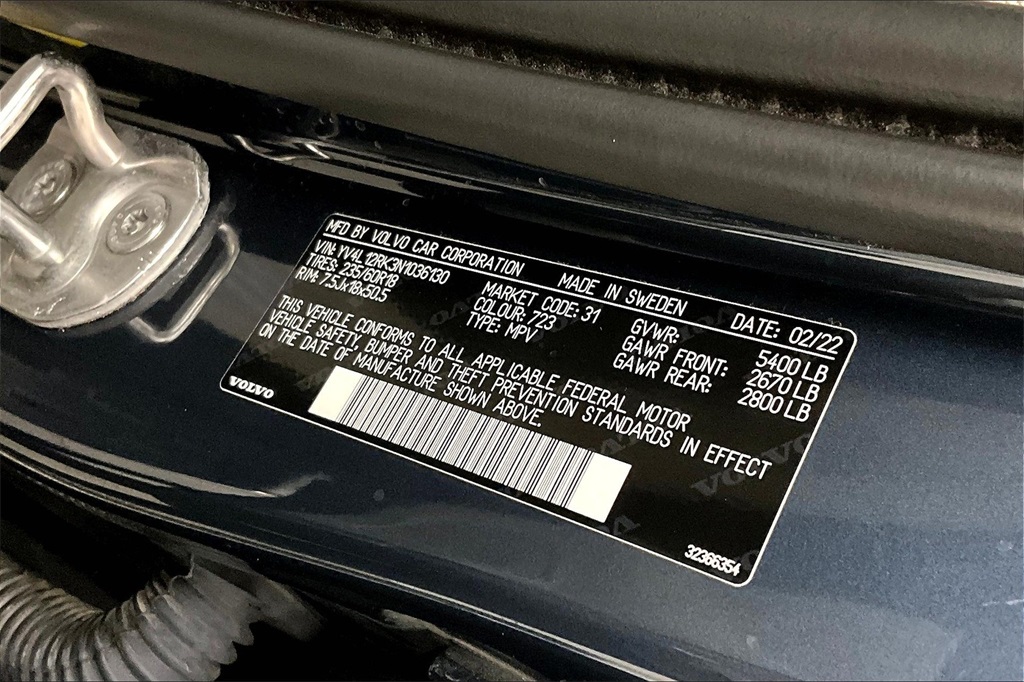 MFD BY VOLVO CAR CORPORATION MADE IN SWEDEN DATE: 02/22
VIN: YV4L12RK3N1036130
TIRES: 235/60R18
RIM: 7.5Jx18x50.5
MARKET CODE: 31
COLOUR: 723
TYPE: MPV
GVWR: 5400 LB
GAWR FRONT: 2670 LB
GAWR REAR: 2800 LB
THIS VEHICLE CONFORMS TO ALL APPLICABLE FEDERAL MOTOR
VEHICLE SAFETY, BUMPER AND THEFT PREVENTION STANDARDS IN EFFECT
ON THE DATE OF MANUFACTURE SHOWN ABOVE.
VOLVO
32366354